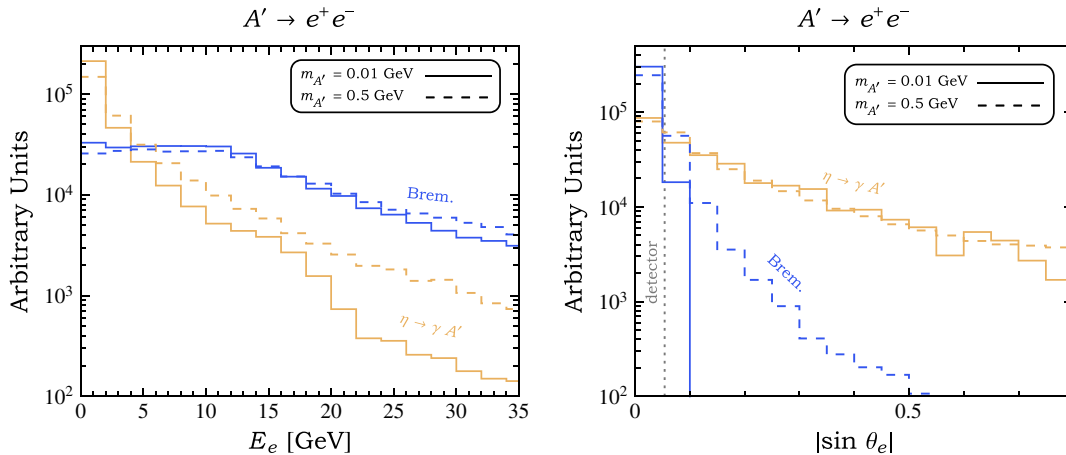 A′ → e⁺ e⁻
m_A′ = 0.01 GeV
m_A′ = 0.5 GeV
Brem.
η → γ A′
10⁵
10⁴
10³
10²
0 5 10 15 20 25 30 35
E_e [GeV]
Arbitrary Units
A′ → e⁺ e⁻
m_A′ = 0.01 GeV
m_A′ = 0.5 GeV
η → γ A′
Brem.
detector
10⁵
10⁴
10³
10²
0 0.5
|sin θ_e|
Arbitrary Units